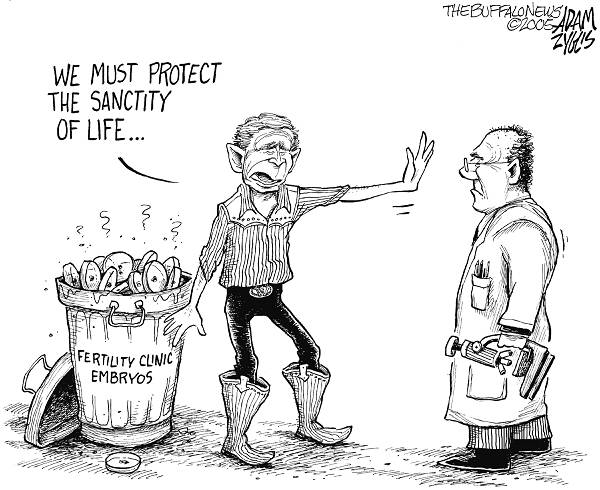 THE BUFFALO NEWS
©2005
ADAM
ZYGLIS
WE MUST PROTECT
THE SANCTITY
OF LIFE...
FERTILITY CLINIC
EMBRYOS